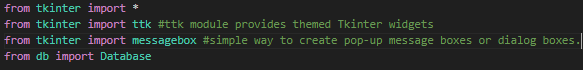 from tkinter import *
from tkinter import ttk #ttk module provides themed Tkinter widgets
from tkinter import messagebox #simple way to create pop-up message boxes or dialog boxes.
from db import Database